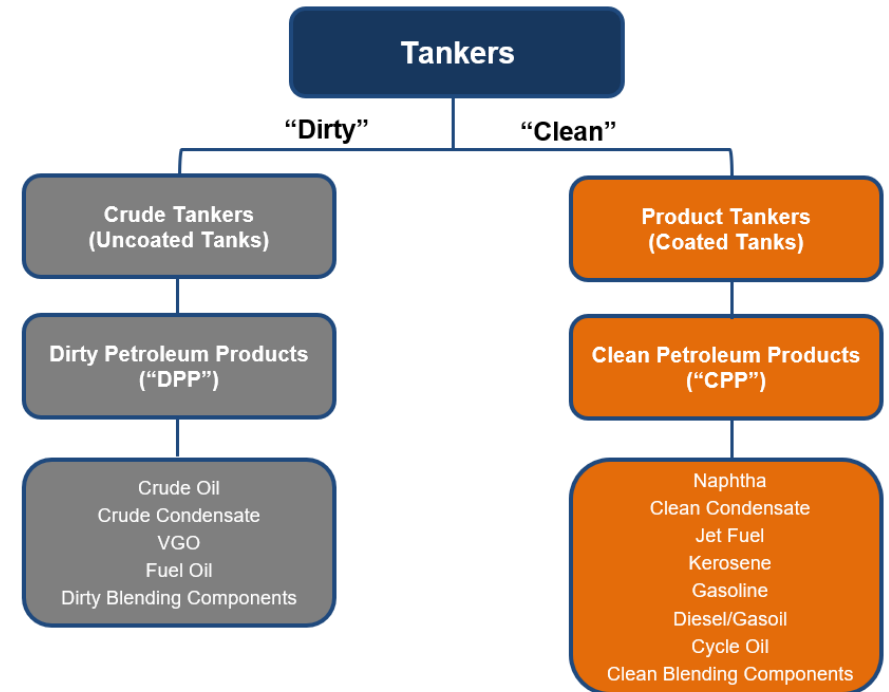 Tankers
“Dirty”
“Clean”
Crude Tankers
(Uncoated Tanks)
Product Tankers
(Coated Tanks)
Dirty Petroleum Products
(“DPP”)
Clean Petroleum Products
(“CPP”)
Crude Oil
Crude Condensate
VGO
Fuel Oil
Dirty Blending Components
Naphtha
Clean Condensate
Jet Fuel
Kerosene
Gasoline
Diesel/Gasoil
Cycle Oil
Clean Blending Components